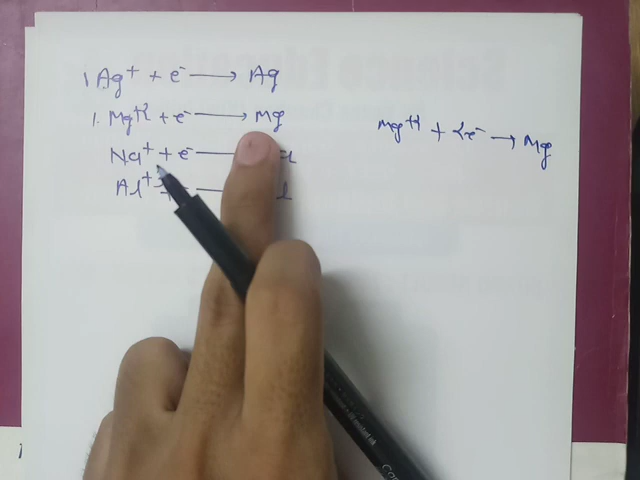 1 Ag⁺ + e⁻ → Ag
1. Mg⁺² + e⁻ → Mg
Na⁺ + e⁻ →
Al⁺ +
Mg⁺² + 2e⁻ → Mg